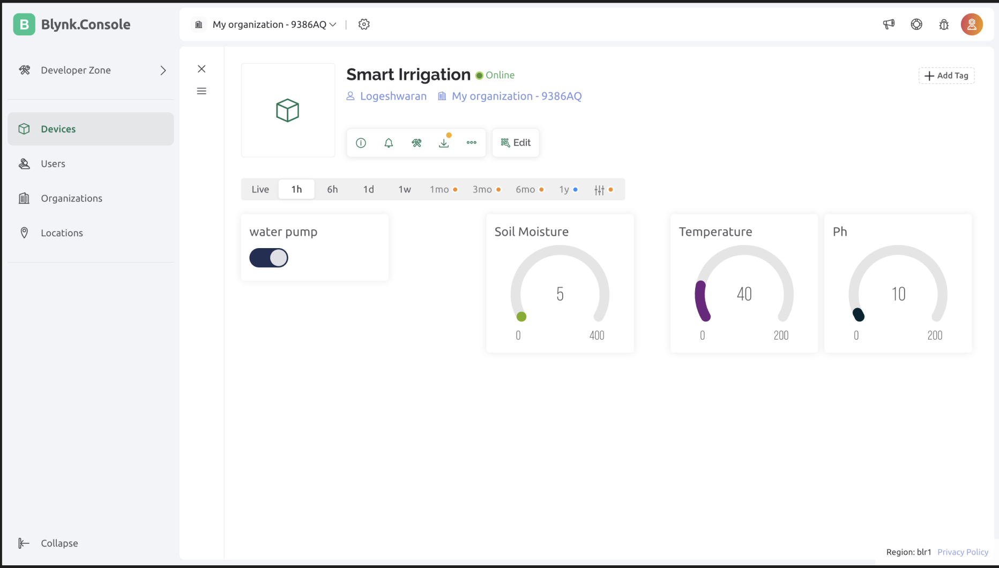 B Blynk.Console
My organization - 9386AQ
Developer Zone
Devices
Users
Organizations
Locations
Collapse
Smart Irrigation Online
Logeshwaran My organization - 9386AQ
Add Tag
Edit
Live 1h 6h 1d 1w 1mo 3mo 6mo 1y
water pump
Soil Moisture
5
0 400
Temperature
40
0 200
Ph
10
0 200
Region: blr1 Privacy Policy